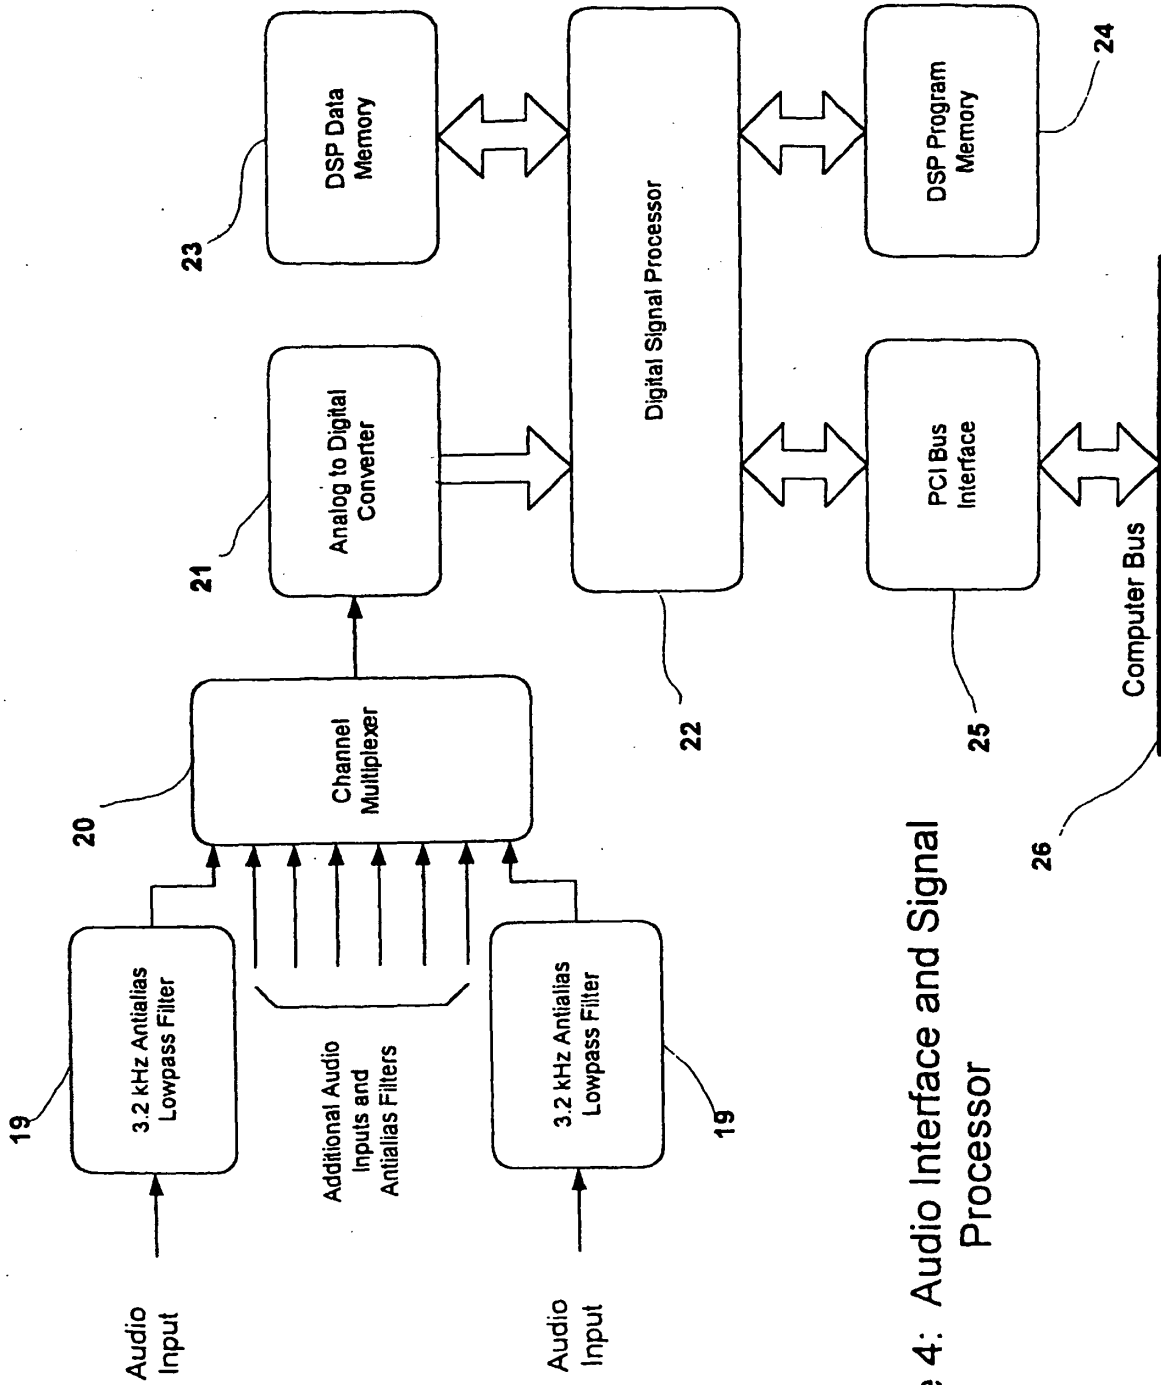 Audio
Input
19
3.2 kHz Antialias
Lowpass Filter
Additional Audio
Inputs and
Antialias Filters
Audio
Input
3.2 kHz Antialias
Lowpass Filter
19
20
Channel
Multiplexer
21
Analog to Digital
Converter
23
DSP Data
Memory
22
Digital Signal Processor
25
PCI Bus
Interface
24
DSP Program
Memory
26
Computer Bus
4: Audio Interface and Signal
Processor